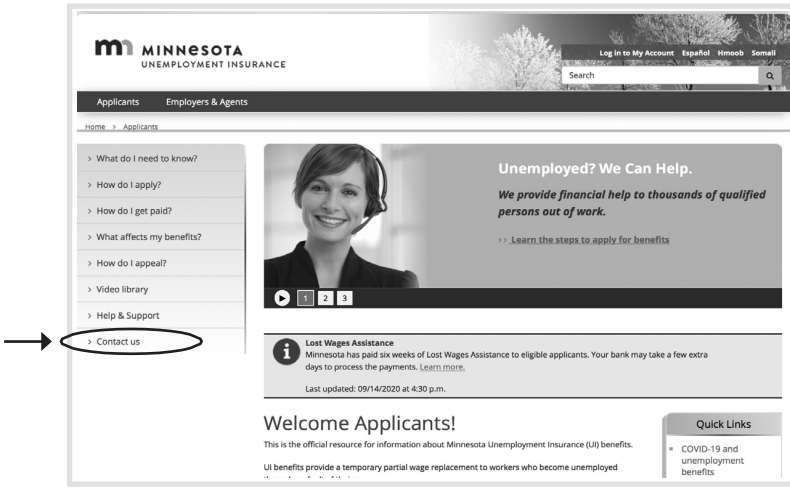 MINNESOTA
UNEMPLOYMENT INSURANCE
Log in to My Account Español Hmoob Somali
Search
Applicants Employers & Agents
Home > Applicants
> What do I need to know?
> How do I apply?
> How do I get paid?
> What affects my benefits?
> How do I appeal?
> Video library
> Help & Support
> Contact us
Unemployed? We Can Help.
We provide financial help to thousands of qualified
persons out of work.
>> Learn the steps to apply for benefits
1 2 3
Lost Wages Assistance
Minnesota has paid six weeks of Lost Wages Assistance to eligible applicants. Your bank may take a few extra
days to process the payments. Learn more.
Last updated: 09/14/2020 at 4:30 p.m.
Welcome Applicants!
This is the official resource for information about Minnesota Unemployment Insurance (UI) benefits.
UI benefits provide a temporary partial wage replacement to workers who become unemployed
Quick Links
COVID-19 and
unemployment
benefits